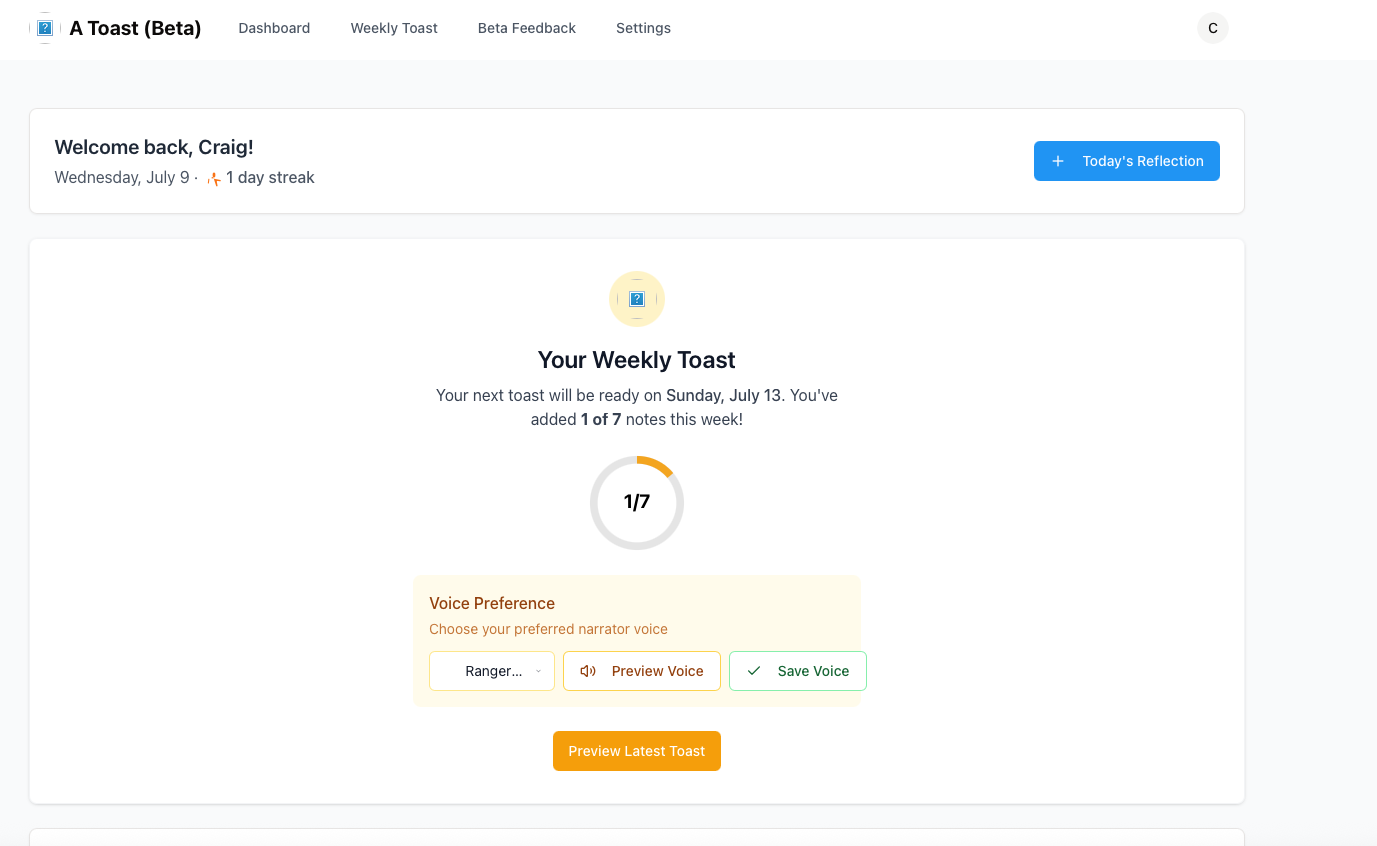 A Toast (Beta)
Dashboard
Weekly Toast
Beta Feedback
Settings
C
Welcome back, Craig!
Wednesday, July 9 · 1 day streak
+ Today's Reflection
Your Weekly Toast
Your next toast will be ready on Sunday, July 13. You've
added 1 of 7 notes this week!
1/7
Voice Preference
Choose your preferred narrator voice
Ranger...
Preview Voice
Save Voice
Preview Latest Toast